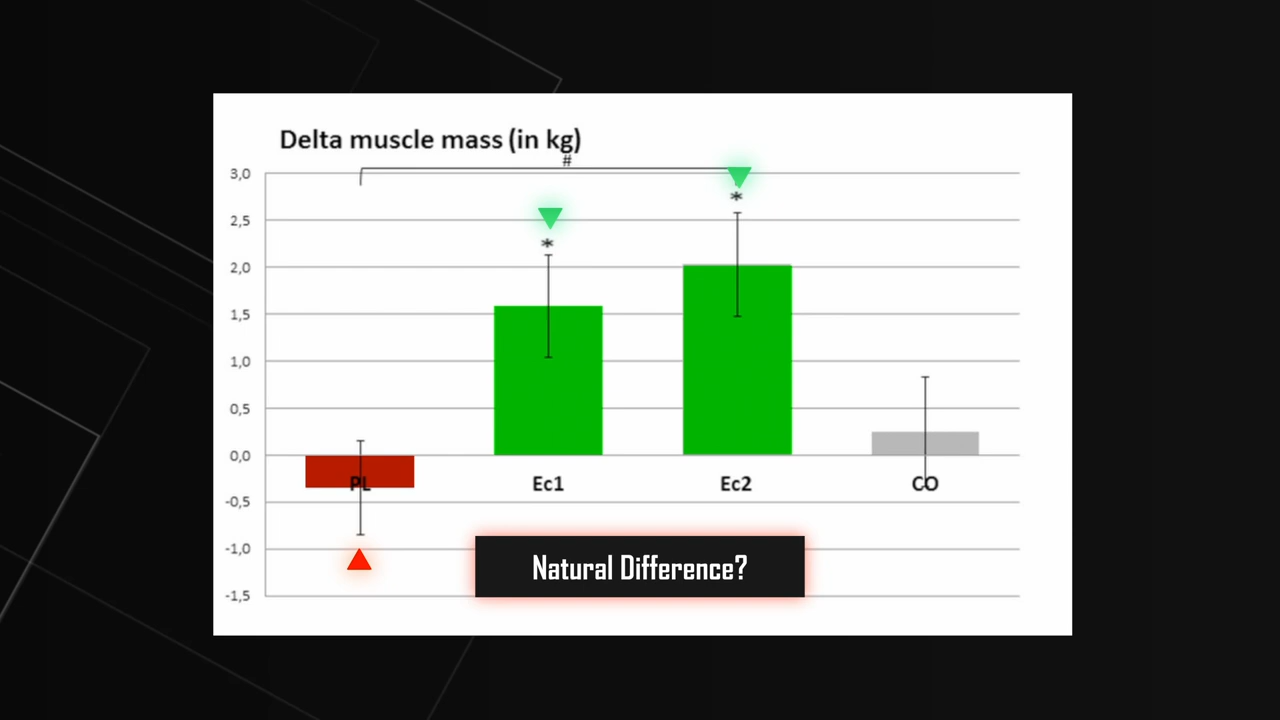 Delta muscle mass (in kg)
#
3,0
2,5
2,0
1,5
1,0
0,5
0,0
-0,5
-1,0
-1,5
*
*
PL
Ec1
Ec2
CO
Natural Difference?